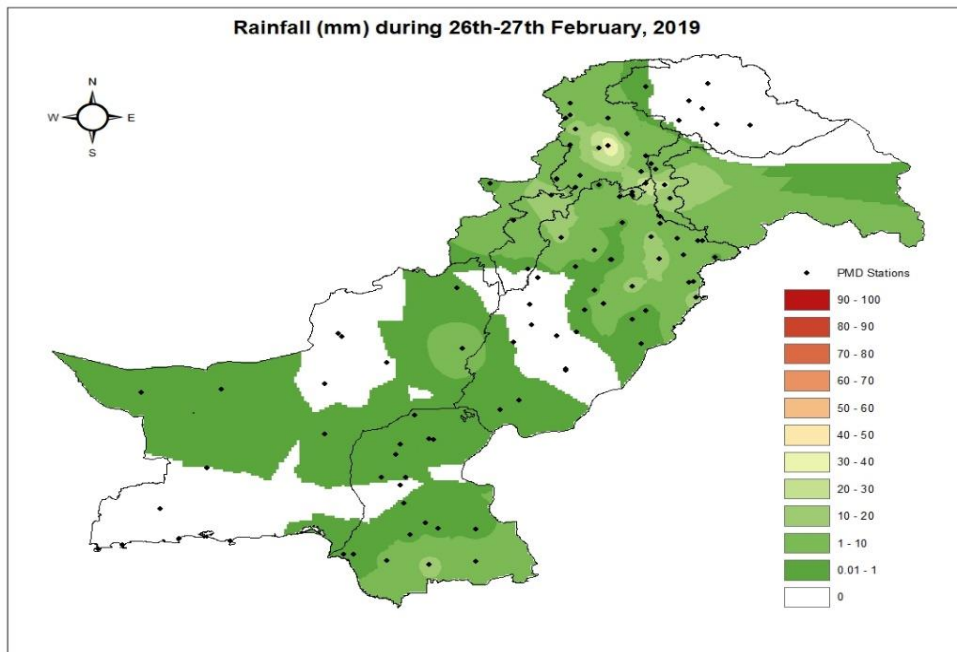 Rainfall (mm) during 26th-27th February, 2019
N
W E
S
PMD Stations
90 - 100
80 - 90
70 - 80
60 - 70
50 - 60
40 - 50
30 - 40
20 - 30
10 - 20
1 - 10
0.01 - 1
0